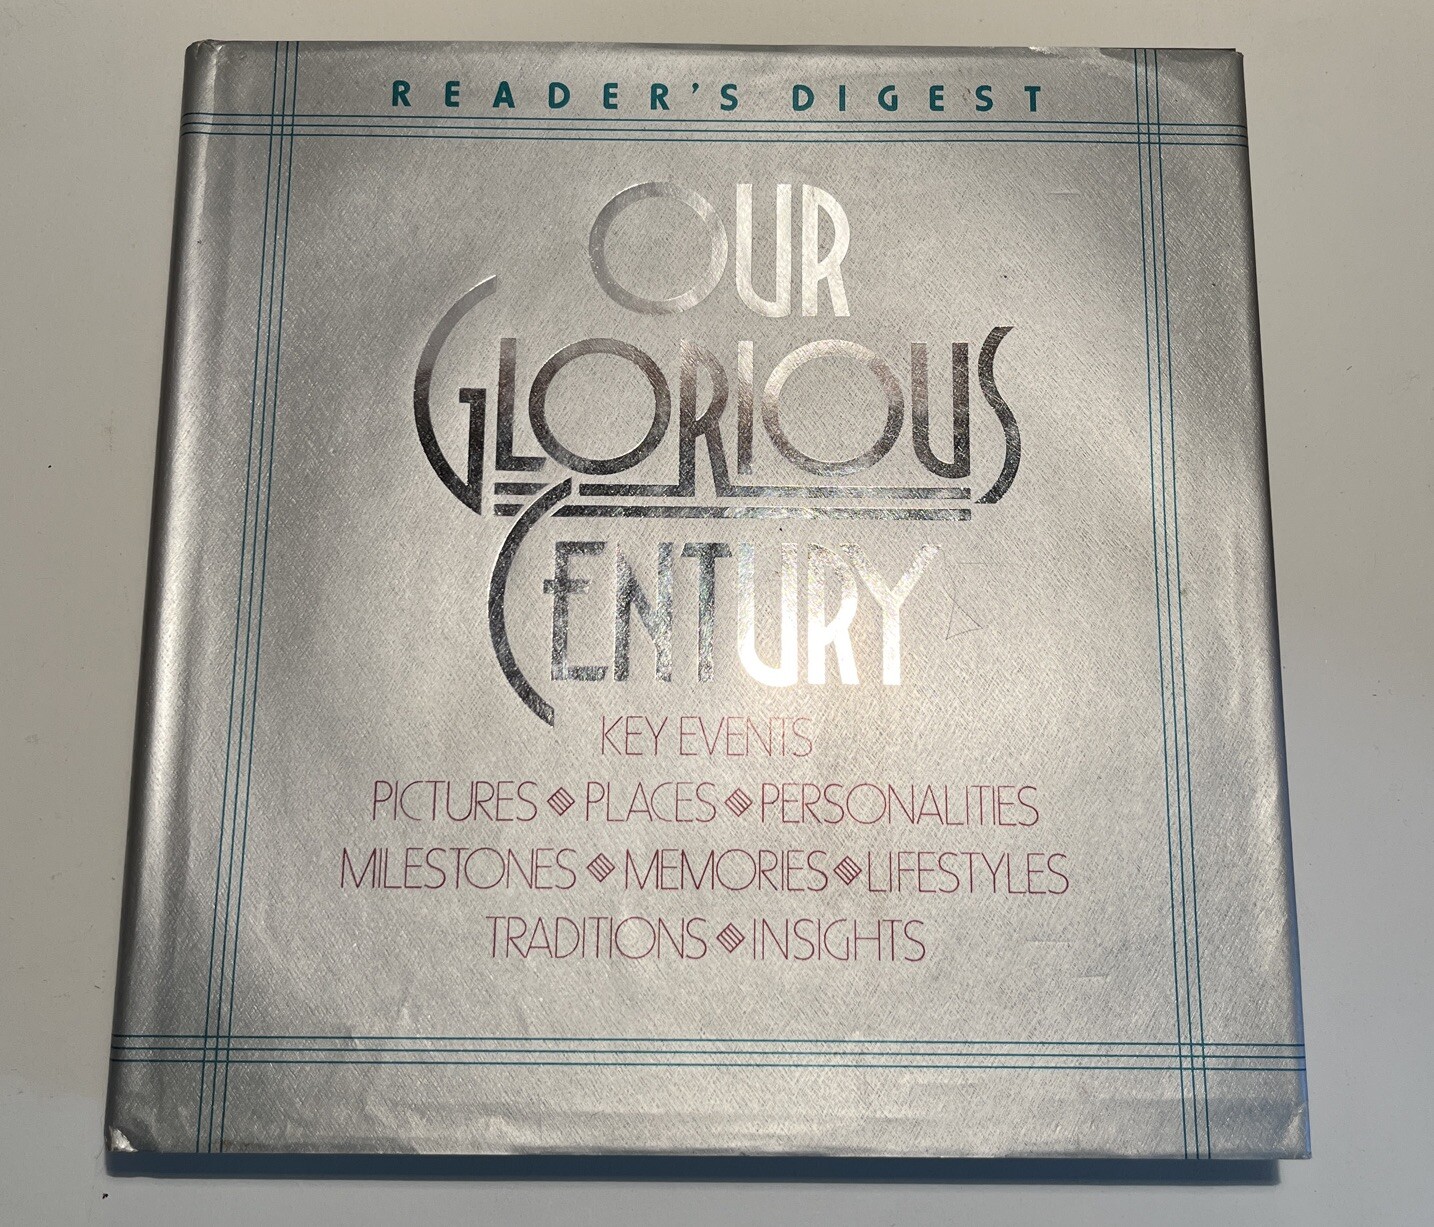 READER'S DIGEST
OUR
GLORIOUS
CENTURY
KEY EVENTS
PICTURES PLACES PERSONALITIES
MILESTONES MEMORIES LIFESTYLES
TRADITIONS INSIGHTS